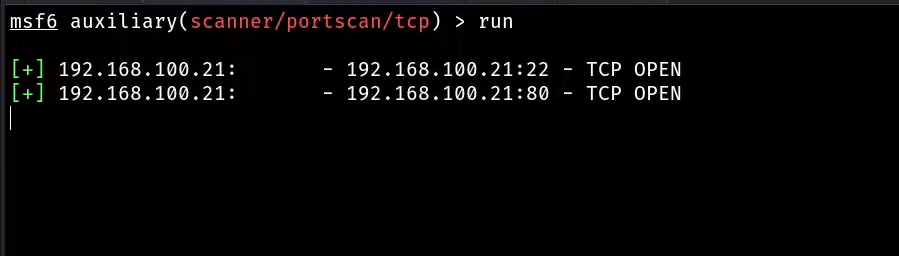 msf6 auxiliary(scanner/portscan/tcp) > run
[+] 192.168.100.21:       - 192.168.100.21:22 - TCP OPEN
[+] 192.168.100.21:       - 192.168.100.21:80 - TCP OPEN